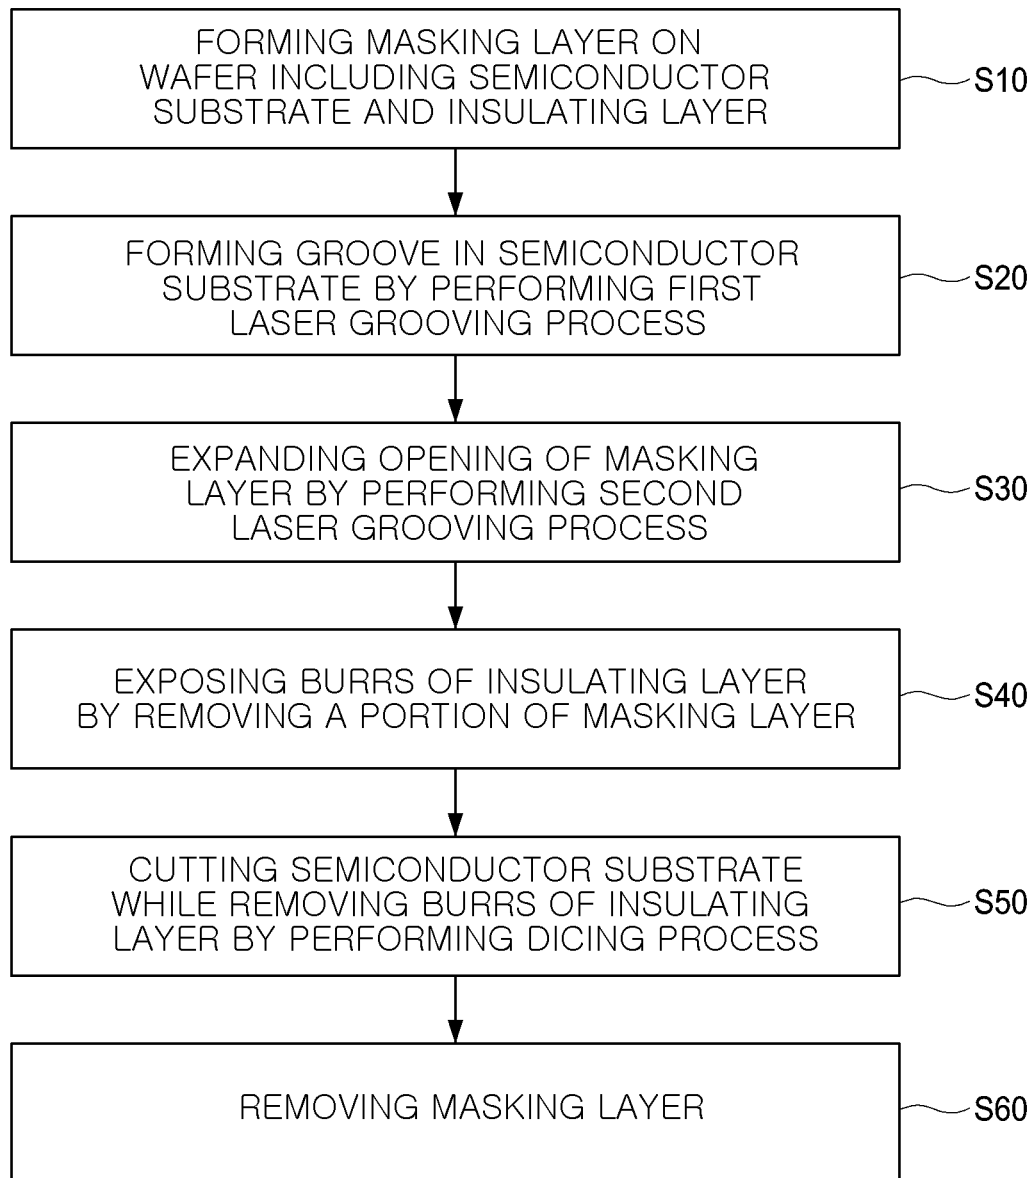 FORMING MASKING LAYER ON
WAFER INCLUDING SEMICONDUCTOR
SUBSTRATE AND INSULATING LAYER
S10
FORMING GROOVE IN SEMICONDUCTOR
SUBSTRATE BY PERFORMING FIRST
LASER GROOVING PROCESS
S20
EXPANDING OPENING OF MASKING
LAYER BY PERFORMING SECOND
LASER GROOVING PROCESS
S30
EXPOSING BURRS OF INSULATING LAYER
BY REMOVING A PORTION OF MASKING LAYER
S40
CUTTING SEMICONDUCTOR SUBSTRATE
WHILE REMOVING BURRS OF INSULATING
LAYER BY PERFORMING DICING PROCESS
S50
REMOVING MASKING LAYER
S60